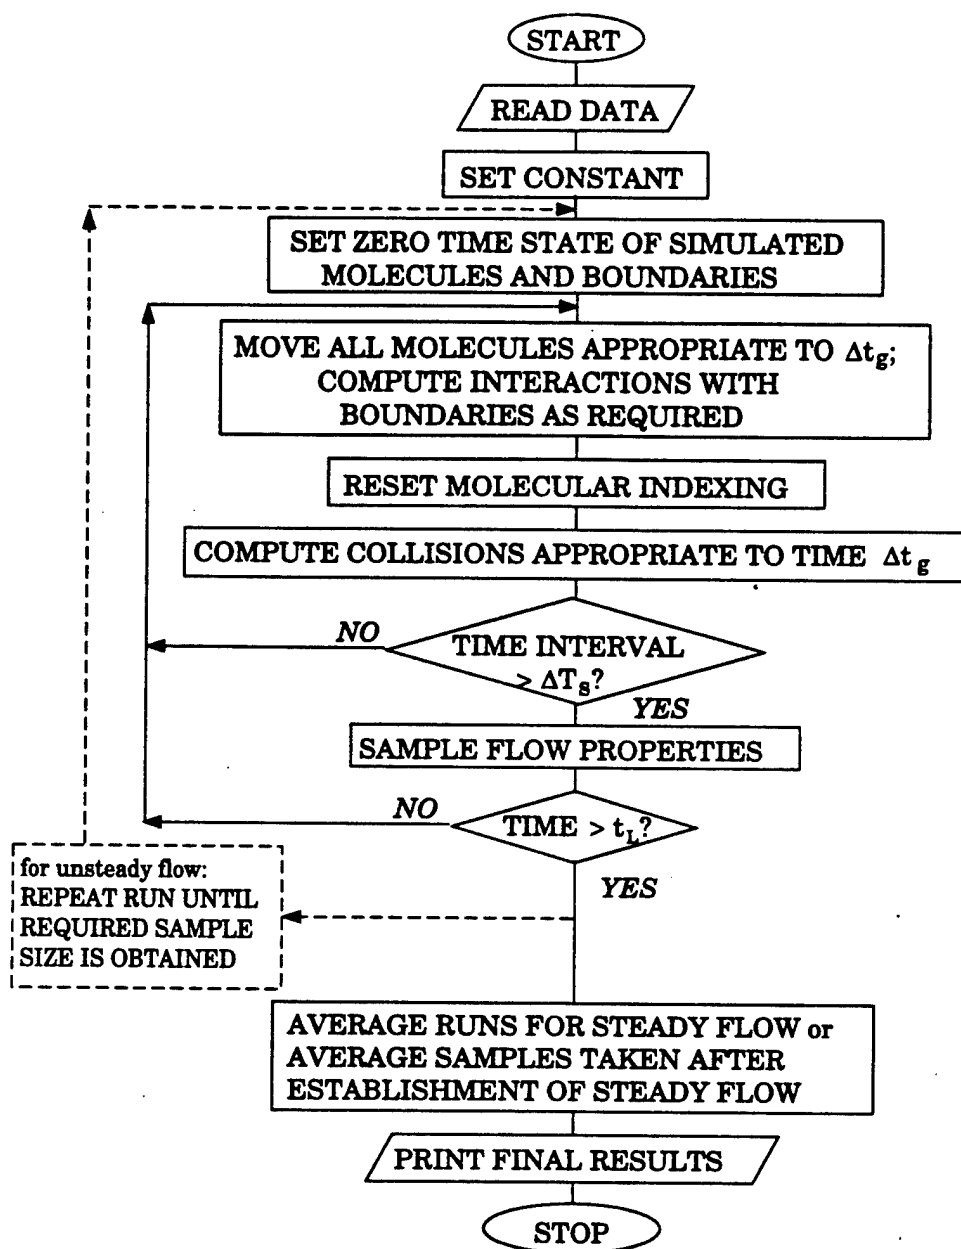 START
READ DATA
SET CONSTANT
SET ZERO TIME STATE OF SIMULATED
MOLECULES AND BOUNDARIES
MOVE ALL MOLECULES APPROPRIATE TO Δtg;
COMPUTE INTERACTIONS WITH
BOUNDARIES AS REQUIRED
RESET MOLECULAR INDEXING
COMPUTE COLLISIONS APPROPRIATE TO TIME Δt g
NO
TIME INTERVAL
> ΔTs?
YES
SAMPLE FLOW PROPERTIES
NO
TIME > tL?
YES
for unsteady flow:
REPEAT RUN UNTIL
REQUIRED SAMPLE
SIZE IS OBTAINED
AVERAGE RUNS FOR STEADY FLOW or
AVERAGE SAMPLES TAKEN AFTER
ESTABLISHMENT OF STEADY FLOW
PRINT FINAL RESULTS
STOP